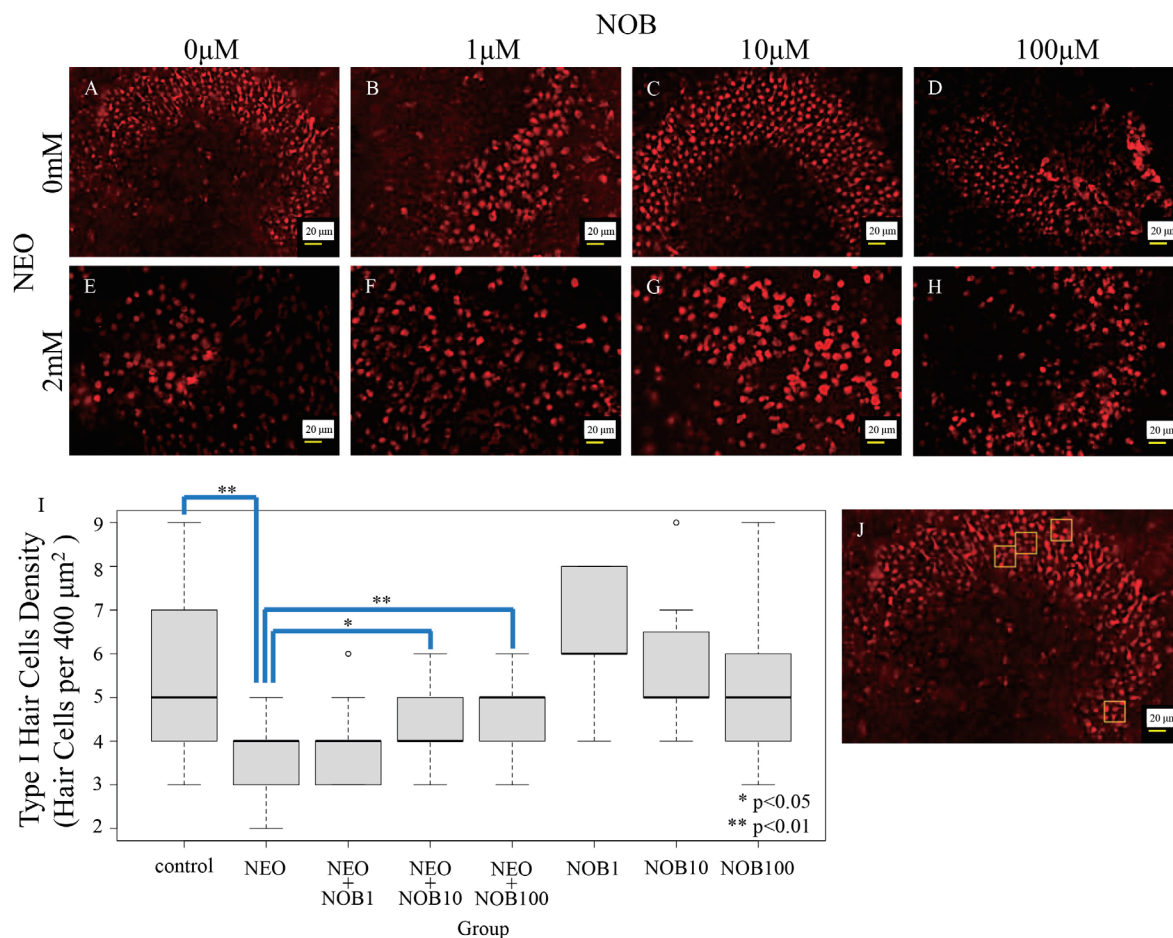 NOB
0μM 1μM 10μM 100μM
NEO
0mM
A
20 μm
B
20 μm
C
20 μm
D
20 μm
2mM
E
20 μm
F
20 μm
G
20 μm
H
20 μm
I
Type I Hair Cells Density
(Hair Cells per 400 μm²)
9
8
7
6
5
4
3
2
**
**
*
* p<0.05
** p<0.01
control NEO NEO + NOB1 NEO + NOB10 NEO + NOB100 NOB1 NOB10 NOB100
Group
J
20 μm